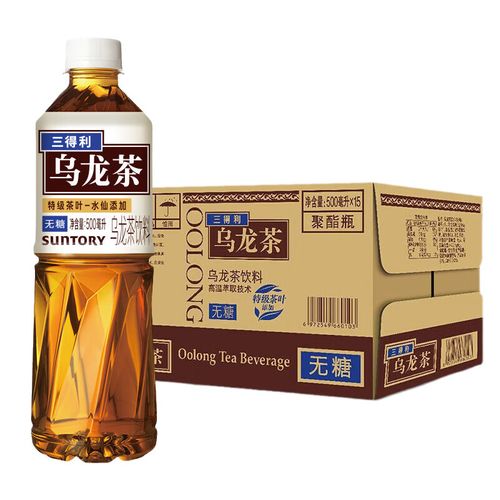 三得利
乌龙茶
特级茶叶-水仙添加
无糖
净含量:500毫升
乌龙茶饮料
SUNTORY
OOLONG
三得利
乌龙茶
乌龙茶饮料
高温萃取技术
无糖
特级茶叶
添加
净含量:500毫升×15
聚酯瓶
6972549660103
Oolong Tea Beverage
无糖
三得利
乌龙茶
无糖